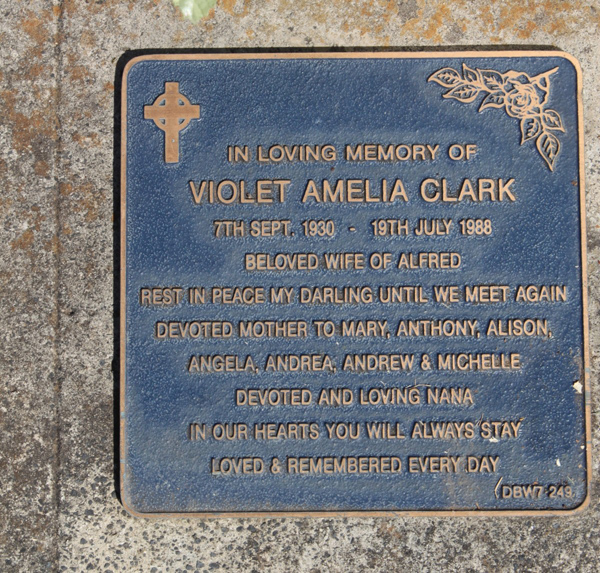 IN LOVING MEMORY OF
VIOLET AMELIA CLARK
7TH SEPT. 1930 - 19TH JULY 1988
BELOVED WIFE OF ALFRED
REST IN PEACE MY DARLING UNTIL WE MEET AGAIN
DEVOTED MOTHER TO MARY, ANTHONY, ALISON,
ANGELA, ANDREA, ANDREW & MICHELLE
DEVOTED AND LOVING NANA
IN OUR HEARTS YOU WILL ALWAYS STAY
LOVED & REMEMBERED EVERY DAY
DBW7 249